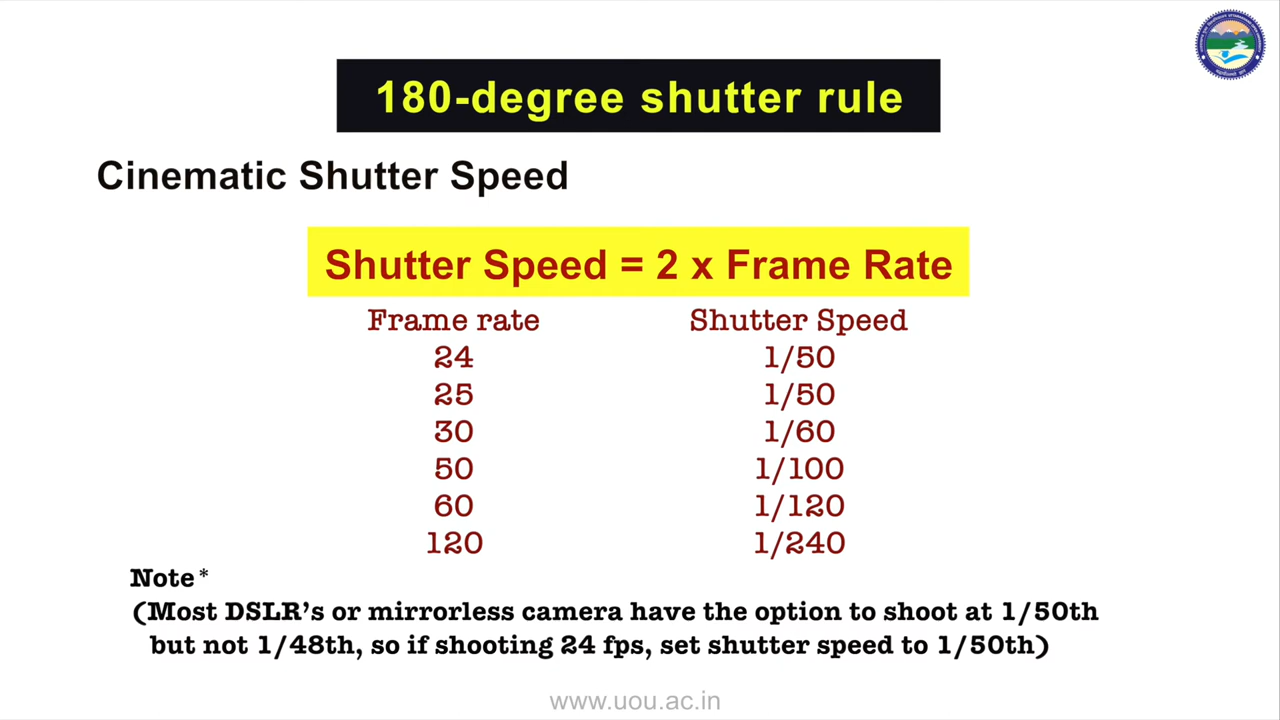 180-degree shutter rule
Cinematic Shutter Speed
Shutter Speed = 2 x Frame Rate
Frame rate Shutter Speed
24 1/50
25 1/50
30 1/60
50 1/100
60 1/120
120 1/240
Note*
(Most DSLR's or mirrorless camera have the option to shoot at 1/50th
but not 1/48th, so if shooting 24 fps, set shutter speed to 1/50th)
www.uou.ac.in